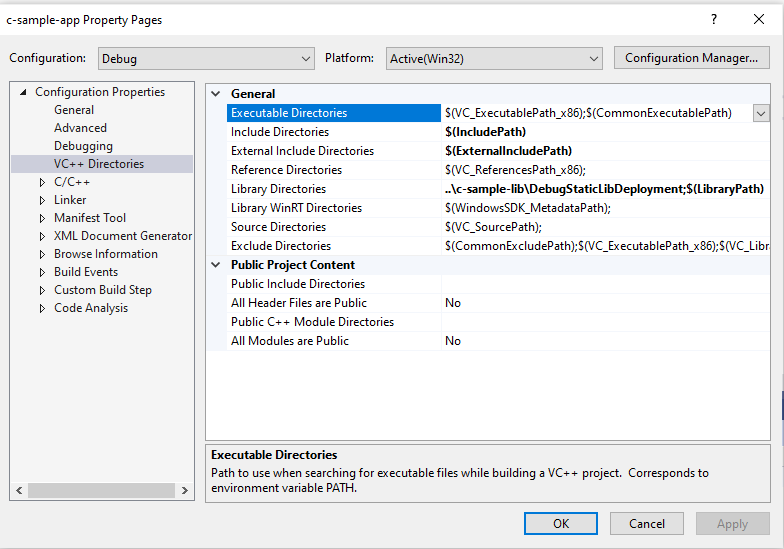 c-sample-app Property Pages ?
Configuration: Debug Platform: Active(Win32) Configuration Manager...
Configuration Properties
General
Advanced
Debugging
VC++ Directories
C/C++
Linker
Manifest Tool
XML Document Generator
Browse Information
Build Events
Custom Build Step
Code Analysis
General
Executable Directories $(VC_ExecutablePath_x86);$(CommonExecutablePath)
Include Directories $(IncludePath)
External Include Directories $(ExternalIncludePath)
Reference Directories $(VC_ReferencesPath_x86);
Library Directories ..\c-sample-lib\DebugStaticLibDeployment;$(LibraryPath)
Library WinRT Directories $(WindowsSDK_MetadataPath);
Source Directories $(VC_SourcePath);
Exclude Directories $(CommonExcludePath);$(VC_ExecutablePath_x86);$(VC_Libr
Public Project Content
Public Include Directories
All Header Files are Public No
Public C++ Module Directories
All Modules are Public No
Executable Directories
Path to use when searching for executable files while building a VC++ project. Corresponds to
environment variable PATH.
OK Cancel Apply